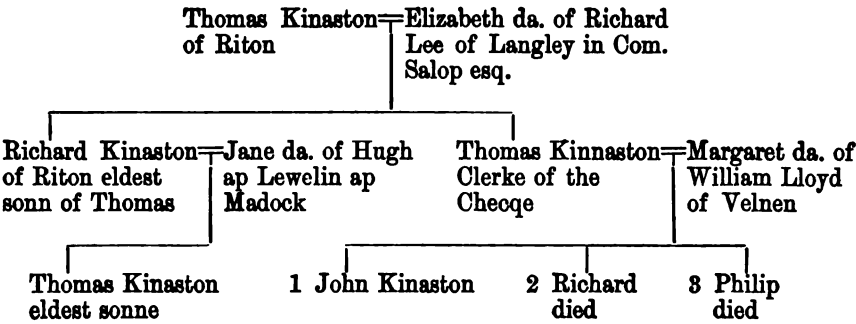 Thomas Kinaston=Elizabeth da. of Richard
of Riton Lee of Langley in Com.
Salop esq.
Richard Kinaston=Jane da. of Hugh Thomas Kinnaston=Margaret da. of
of Riton eldest ap Lewelin ap Clerke of the William Lloyd
sonn of Thomas Madock Checqe of Velnen
Thomas Kinaston 1 John Kinaston 2 Richard 3 Philip
eldest sonne died died